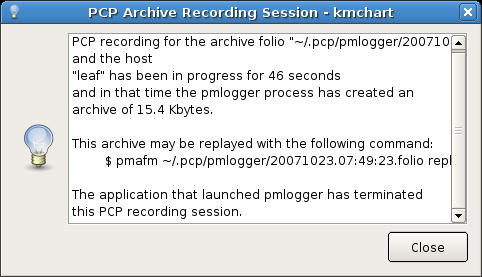 PCP Archive Recording Session - kmchart
PCP recording for the archive folio "~/.pcp/pmlogger/200710
and the host
"leaf" has been in progress for 46 seconds
and in that time the pmlogger process has created an
archive of 15.4 Kbytes.
This archive may be replayed with the following command:
$ pmafm ~/.pcp/pmlogger/20071023.07:49:23.folio repl
The application that launched pmlogger has terminated
this PCP recording session.
Close